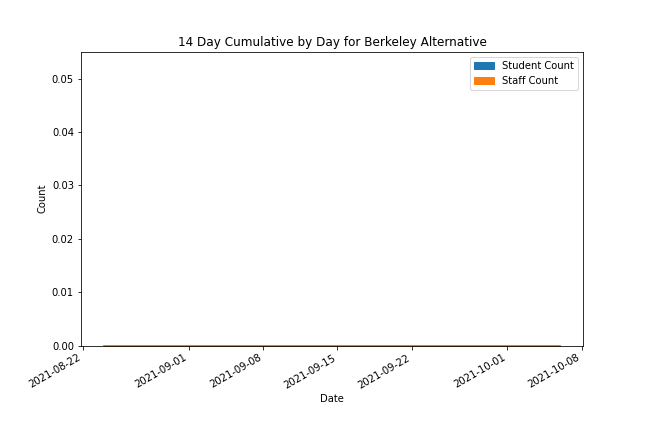 14 Day Cumulative by Day for Berkeley Alternative
Student Count
Staff Count
0.05
0.04
0.03
0.02
0.01
0.00
Count
2021-08-22
2021-09-01
2021-09-08
2021-09-15
2021-09-22
2021-10-01
2021-10-08
Date